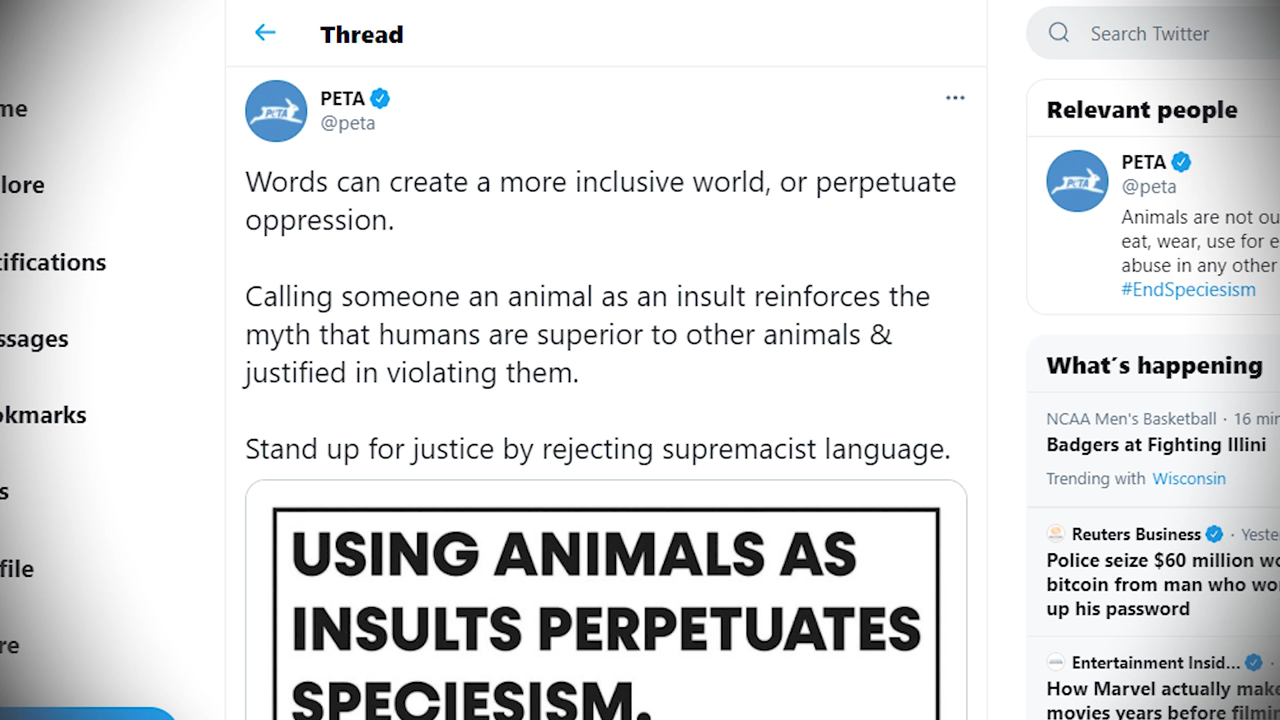 Thread
Search Twitter
PETA
@peta
Words can create a more inclusive world, or perpetuate
oppression.
Calling someone an animal as an insult reinforces the
myth that humans are superior to other animals &
justified in violating them.
Stand up for justice by rejecting supremacist language.
USING ANIMALS AS
INSULTS PERPETUATES
SPECIESISM.
me
lore
ifications
ssages
kmarks
s
file
re
Relevant people
PETA
@peta
Animals are not ou
eat, wear, use for e
abuse in any other
#EndSpeciesism
What´s happening
NCAA Men's Basketball · 16 min
Badgers at Fighting Illini
Trending with Wisconsin
Reuters Business · Yeste
Police seize $60 million wo
bitcoin from man who wo
up his password
Entertainment Insid... ·
How Marvel actually make
movies years before filmin